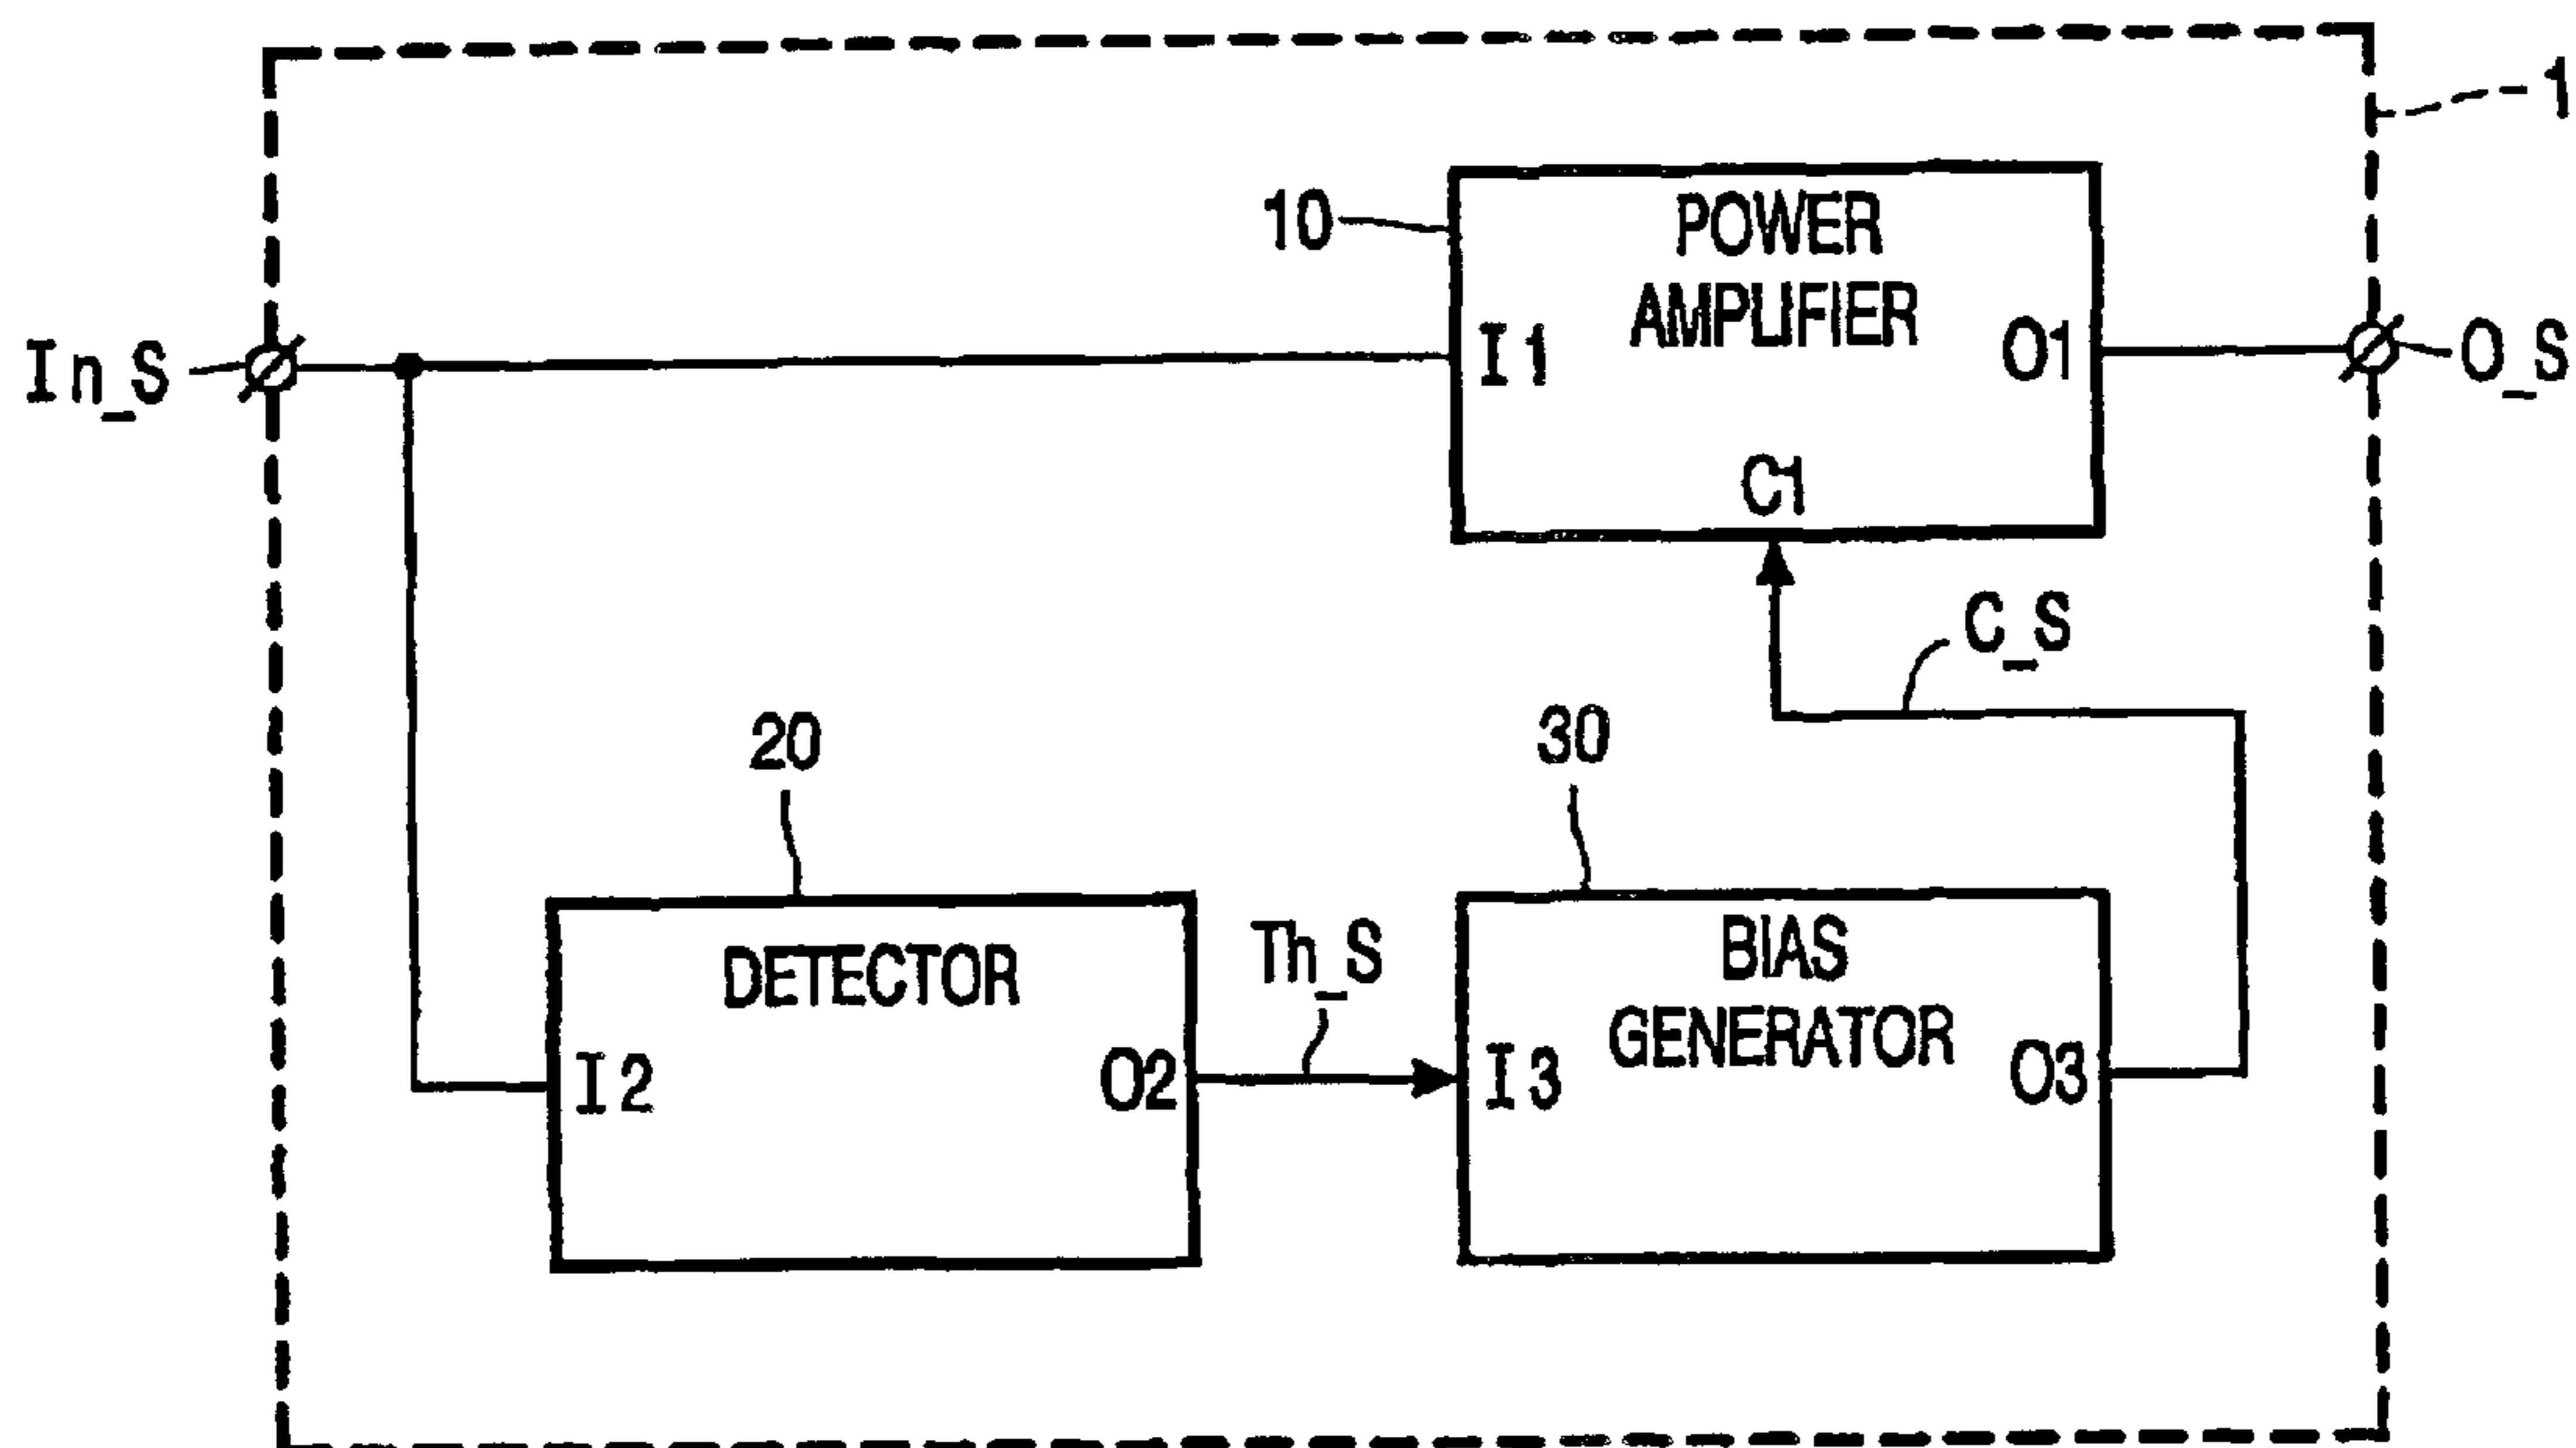 1
10
POWER
AMPLIFIER
In_S
I1
O1
O_S
C1
C_S
20
30
DETECTOR
Th_S
BIAS
GENERATOR
I2
O2
I3
O3